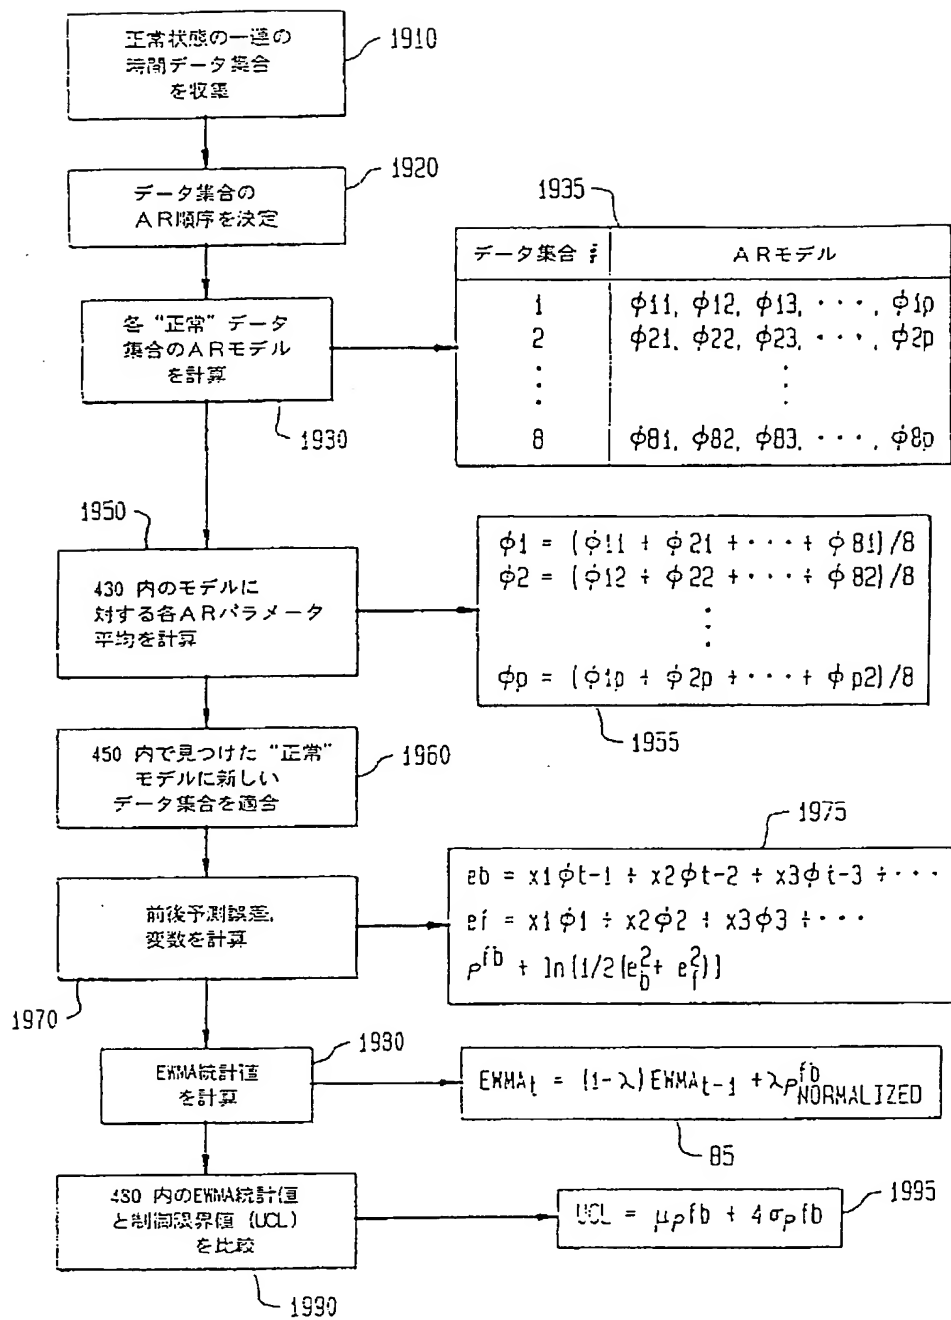 正常状態の一連の
時間データ集合
を収集
1910
データ集合の
AR順序を決定
1920
各“正常”データ
集合のARモデル
を計算
1930
1935
データ集合 ＃ ARモデル
1 φ11, φ12, φ13, ・・・, φ1p
2 φ21, φ22, φ23, ・・・, φ2p
8 φ81, φ82, φ83, ・・・, φ8p
1950
430 内のモデルに
対する各ARパラメータ
平均を計算
φ1 = (φ11 + φ21 +・・・+ φ81)/8
φ2 = (φ12 + φ22 +・・・+ φ82)/8
φp = (φ1p + φ2p +・・・+ φp2)/8
1955
450 内で見つけた “正常”
モデルに新しい
データ集合を適合
1960
前後予測誤差,
変数を計算
1970
1975
eb = x1φt-1 + x2φt-2 + x3φt-3 +・・・
ef = x1φ1 + x2φ2 + x3φ3 +・・・
ρ^fb + ln[1/2(e_b^2 + e_f^2)]
EWMA統計値
を計算
1980
EWMAt = (1-λ) EWMAt-1 + λρ^fb NORMALIZED
85
480 内のEWMA統計値
と制御限界値 (UCL)
を比較
1990
UCL = μρfb + 4σρfb
1995